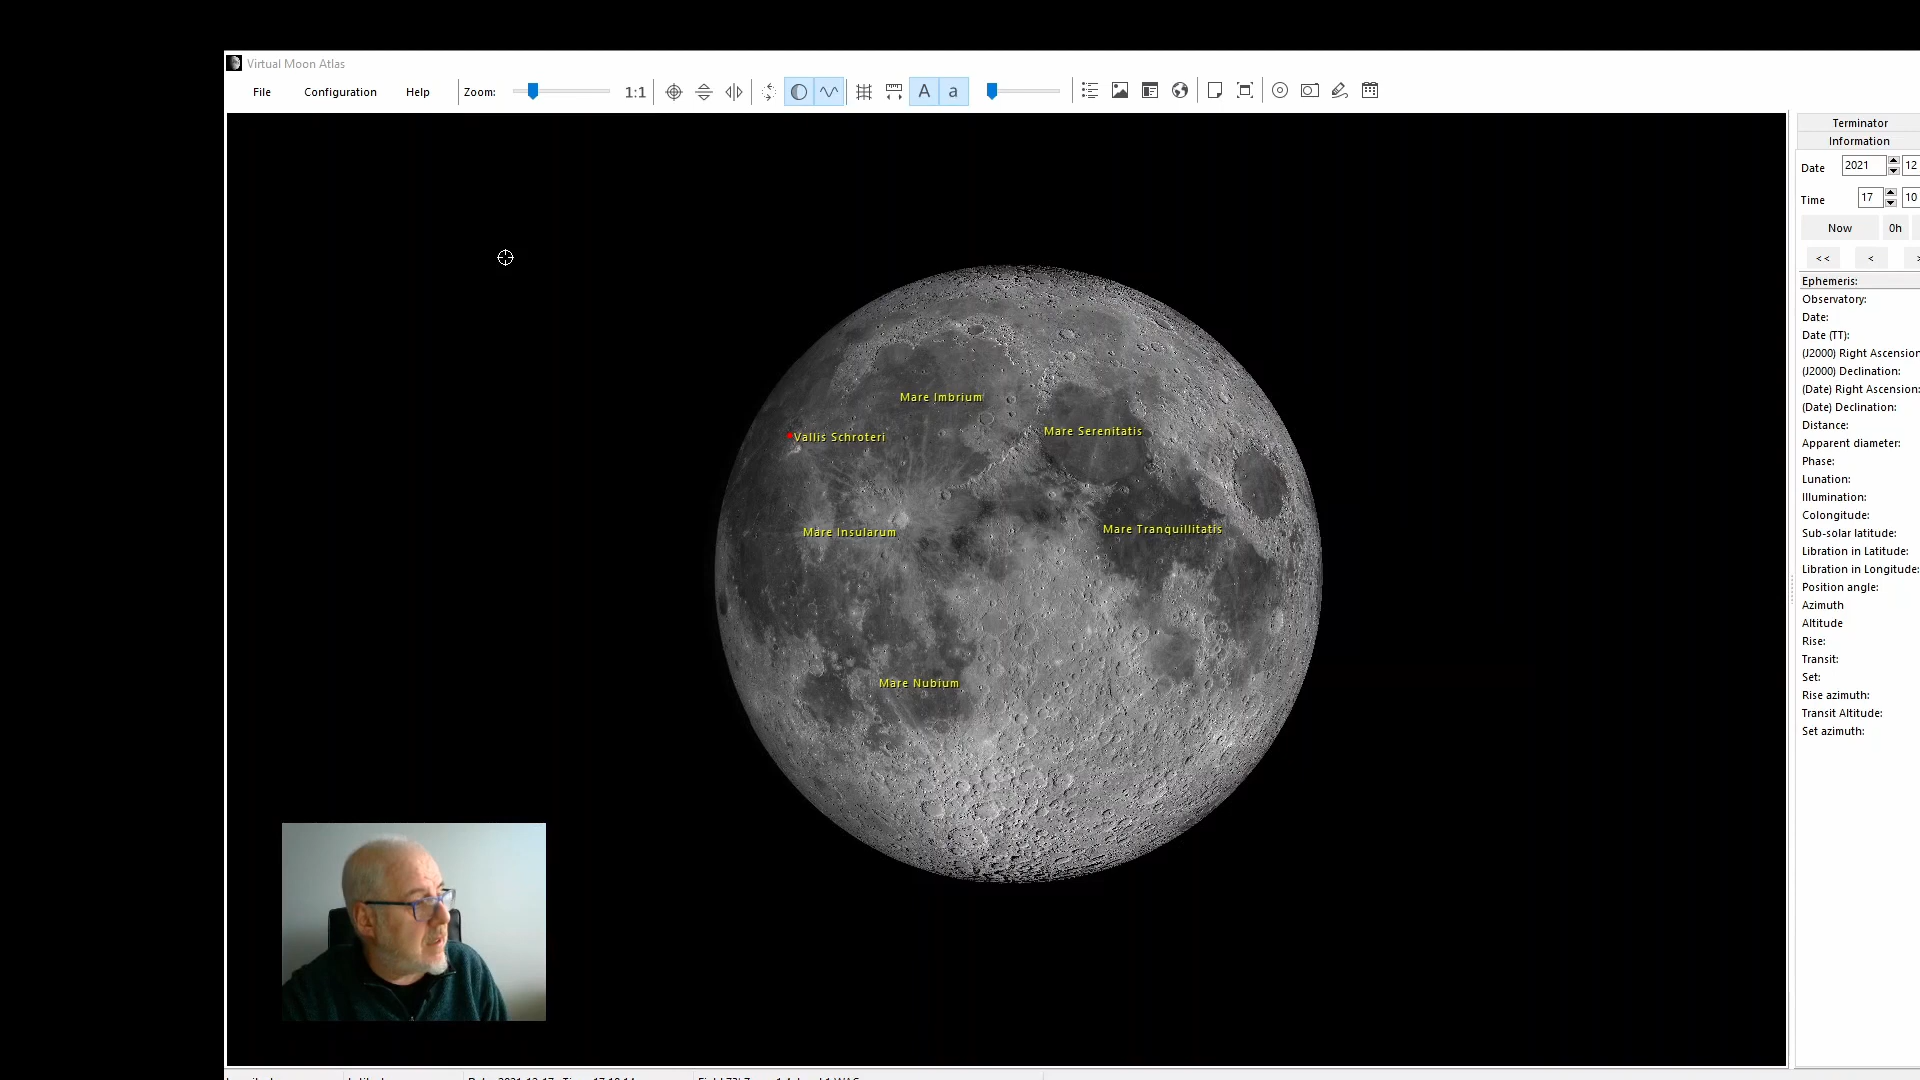 Virtual Moon Atlas
File Configuration Help Zoom: 1:1 A a
Terminator
Information
Date 2021 12
Time 17 10
Now 0h
<< < >
Ephemeris:
Observatory:
Date:
Date (TT):
(J2000) Right Ascension
(J2000) Declination:
(Date) Right Ascension:
(Date) Declination:
Distance:
Apparent diameter:
Phase:
Lunation:
Illumination:
Colongitude:
Sub-solar latitude:
Libration in Latitude:
Libration in Longitude:
Position angle:
Azimuth
Altitude
Rise:
Transit:
Set:
Rise azimuth:
Transit Altitude:
Set azimuth:
Mare Imbrium
Mare Serenitatis
Vallis Schroteri
Mare Tranquillitatis
Mare Insularum
Mare Nubium